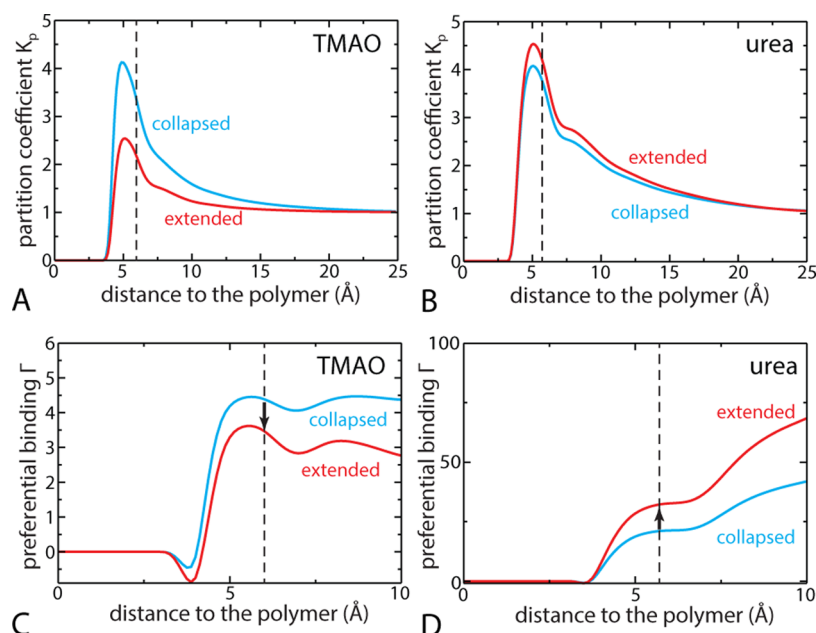 partition coefficient Kp
5
4
3
2
1
0
TMAO
collapsed
extended
0 5 10 15 20 25
distance to the polymer (Å)
A
partition coefficient Kp
5
4
3
2
1
0
urea
extended
collapsed
0 5 10 15 20 25
distance to the polymer (Å)
B
preferential binding Γ
6
5
4
3
2
1
0
TMAO
collapsed
extended
0 5 10
distance to the polymer (Å)
C
preferential binding Γ
100
50
0
urea
extended
collapsed
0 5 10
distance to the polymer (Å)
D